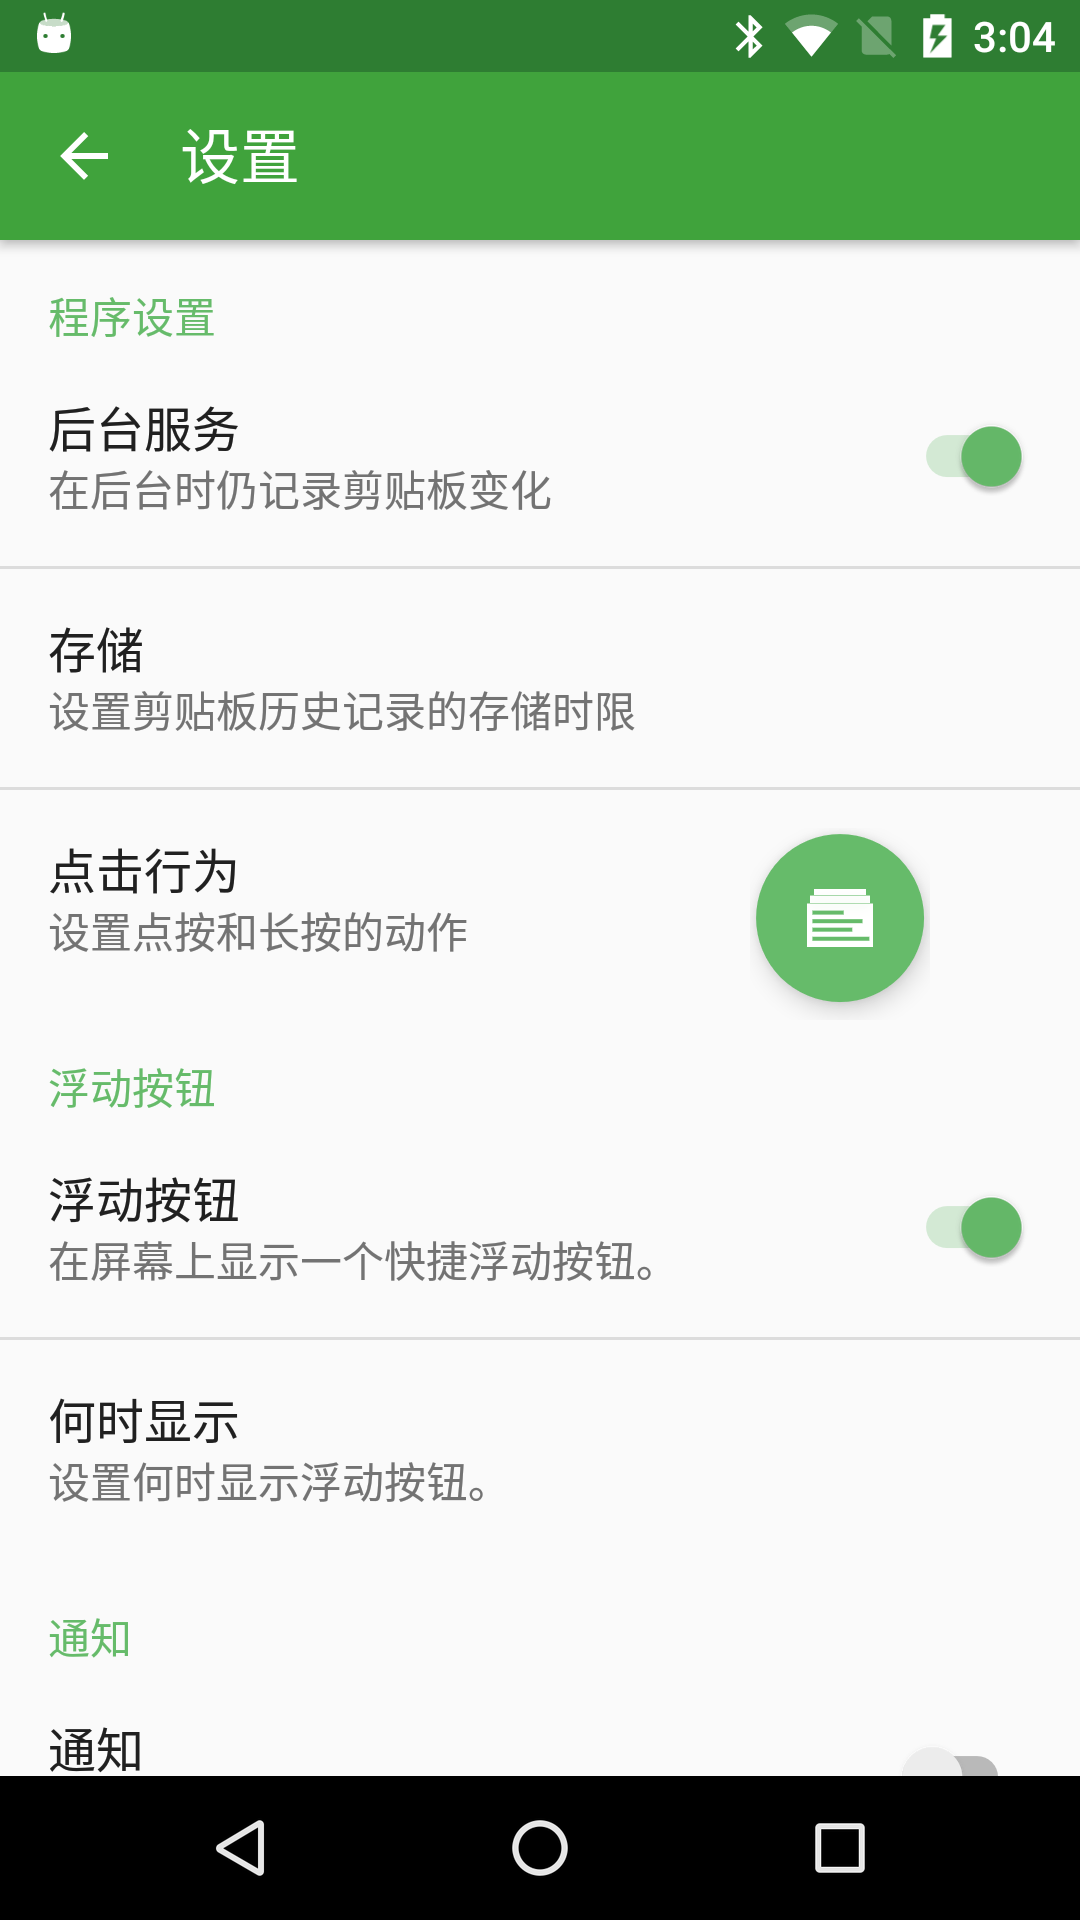 3:04
设置
程序设置
后台服务
在后台时仍记录剪贴板变化
存储
设置剪贴板历史记录的存储时限
点击行为
设置点按和长按的动作
浮动按钮
浮动按钮
在屏幕上显示一个快捷浮动按钮。
何时显示
设置何时显示浮动按钮。
通知
通知